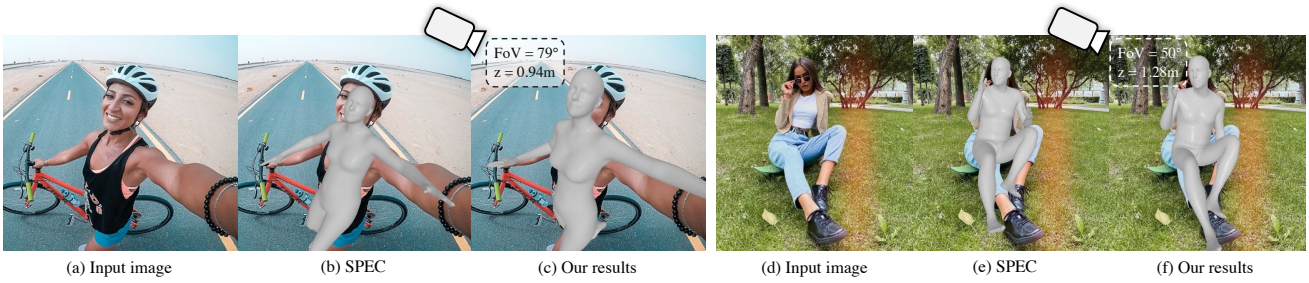 FoV = 79°
z = 0.94m
FoV = 50°
z = 1.28m
(a) Input image
(b) SPEC
(c) Our results
(d) Input image
(e) SPEC
(f) Our results